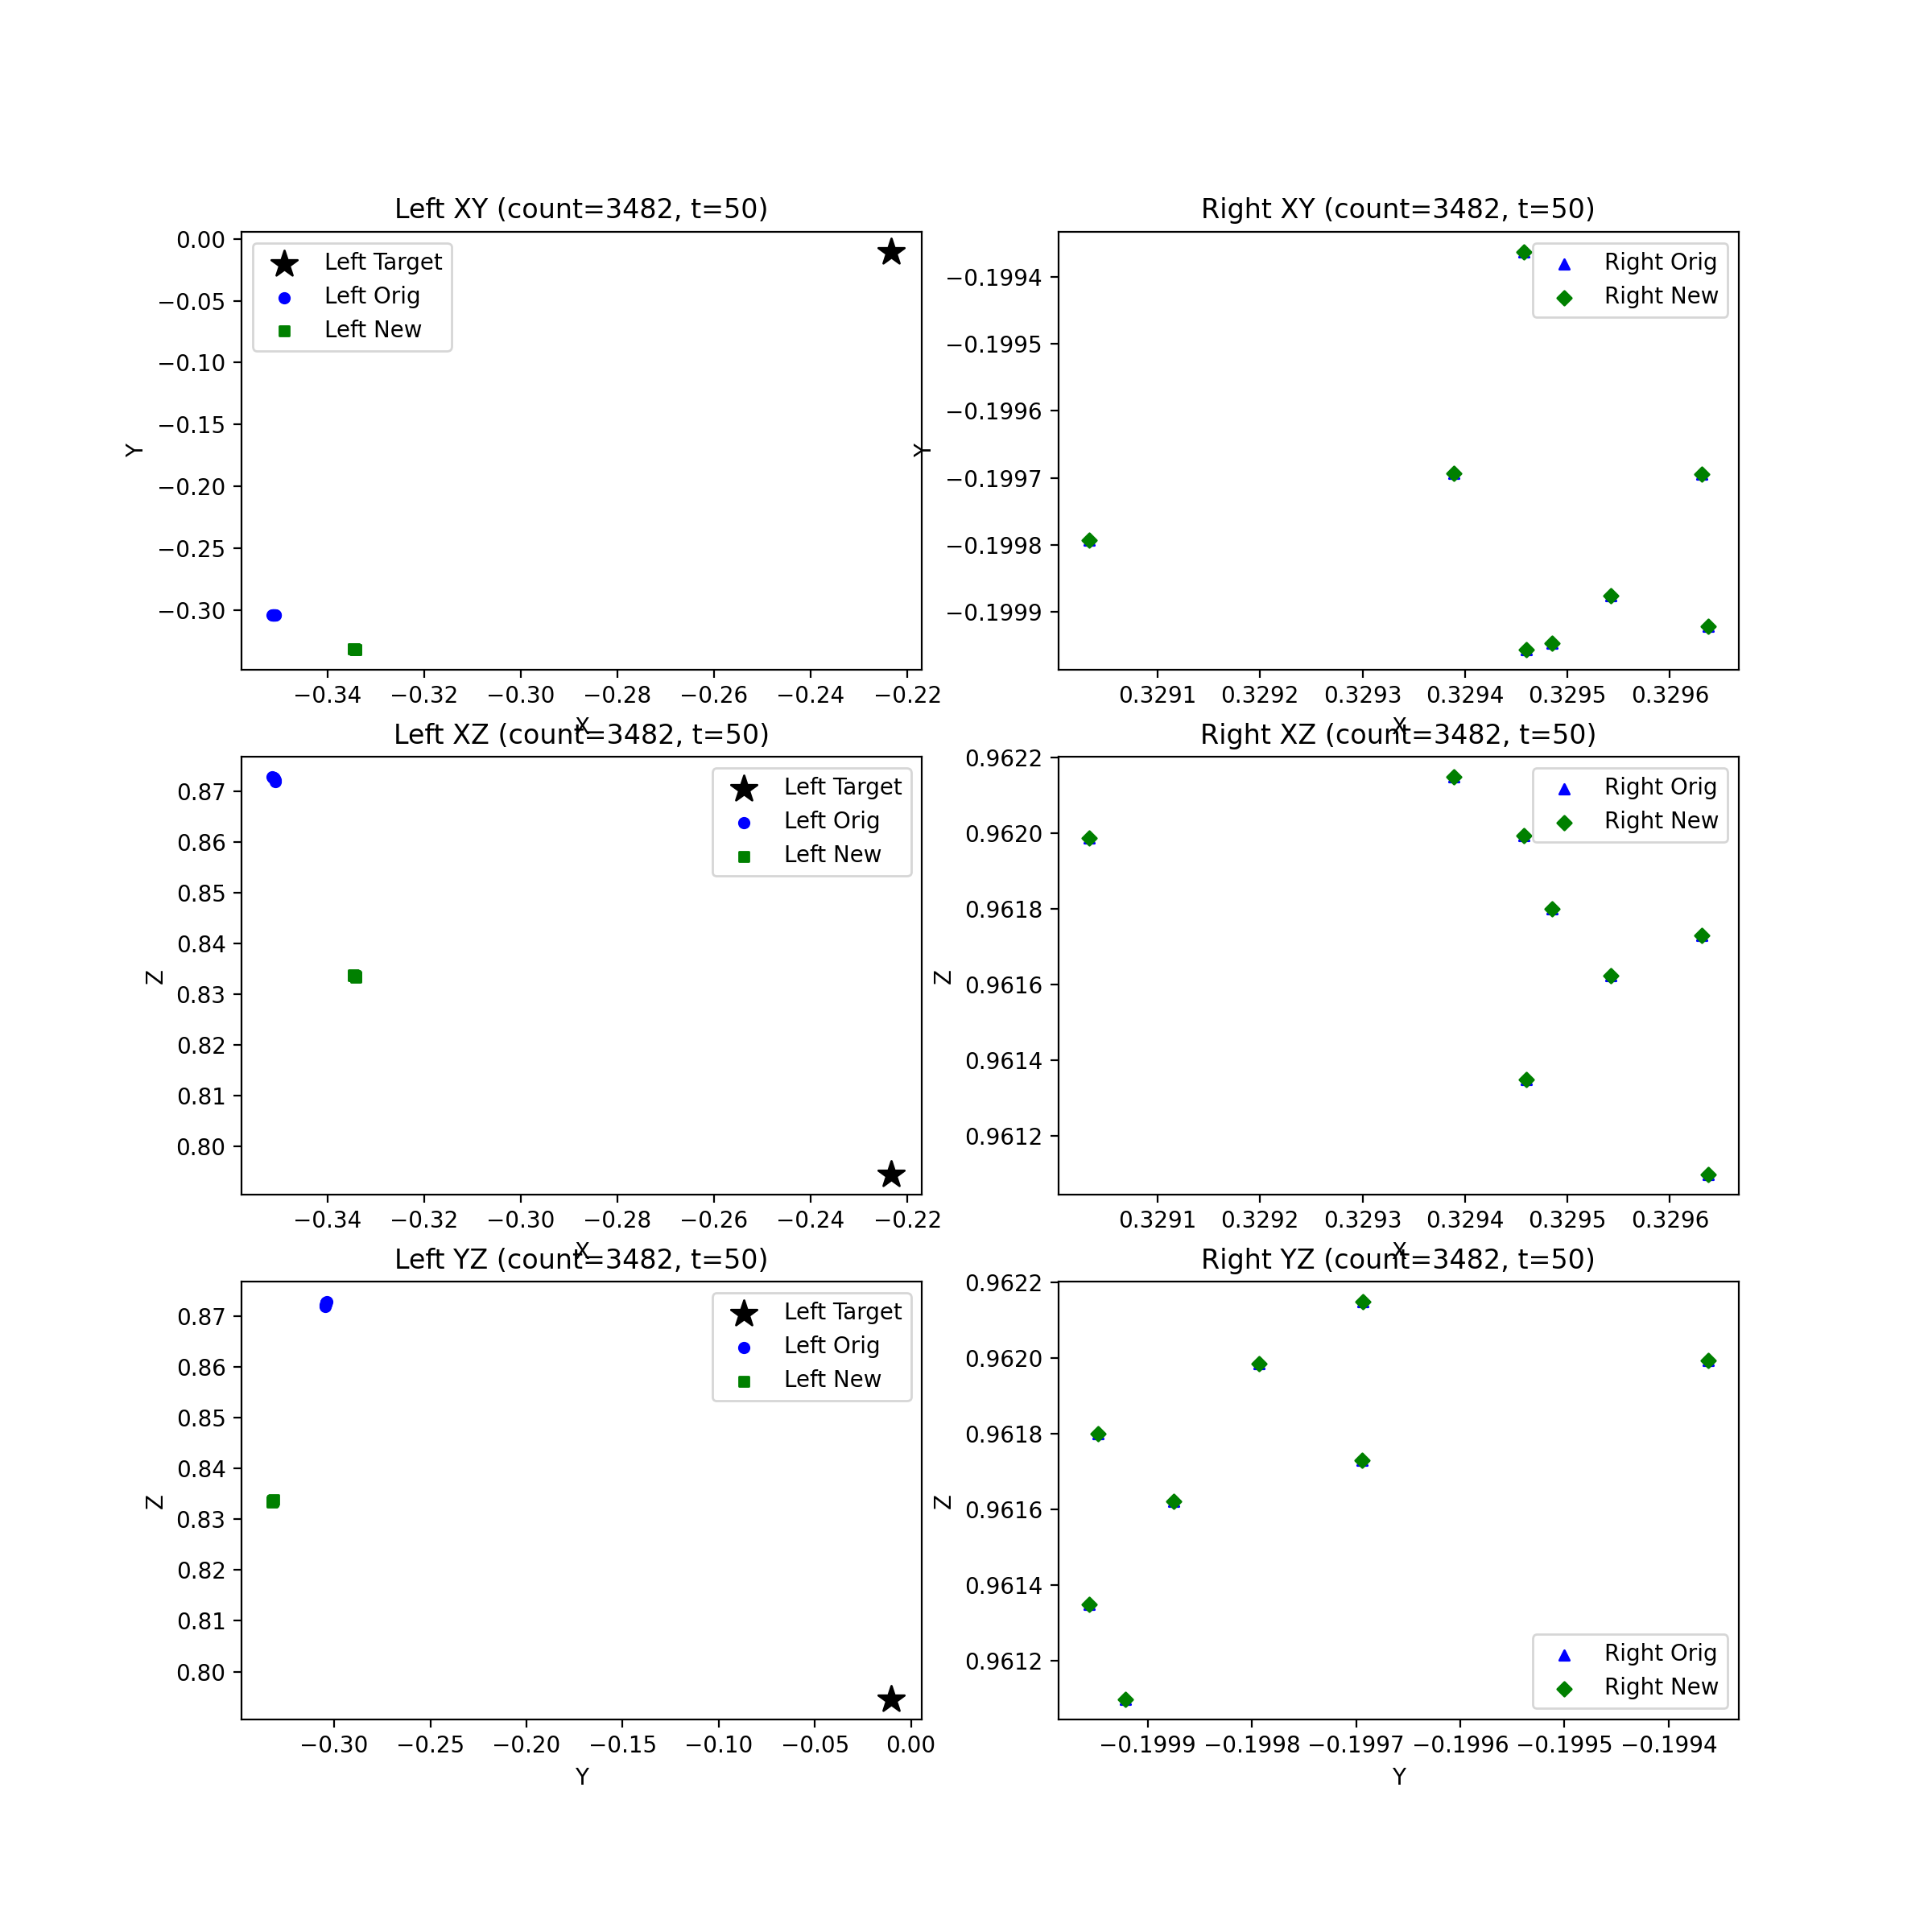 Left XY (count=3482, t=50)
0.00
−0.05
−0.10
−0.15
−0.20
−0.25
−0.30
Y
Left Target
Left Orig
Left New
−0.34 −0.32 −0.30 −0.28 −0.26 −0.24 −0.22
X
Right XY (count=3482, t=50)
−0.1994
−0.1995
−0.1996
−0.1997
−0.1998
−0.1999
Y
Right Orig
Right New
0.3291 0.3292 0.3293 0.3294 0.3295 0.3296
X
Left XZ (count=3482, t=50)
0.87
0.86
0.85
0.84
0.83
0.82
0.81
0.80
Z
Left Target
Left Orig
Left New
−0.34 −0.32 −0.30 −0.28 −0.26 −0.24 −0.22
X
Right XZ (count=3482, t=50)
0.9622
0.9620
0.9618
0.9616
0.9614
0.9612
Z
Right Orig
Right New
0.3291 0.3292 0.3293 0.3294 0.3295 0.3296
X
Left YZ (count=3482, t=50)
0.87
0.86
0.85
0.84
0.83
0.82
0.81
0.80
Z
Left Target
Left Orig
Left New
−0.30 −0.25 −0.20 −0.15 −0.10 −0.05 0.00
Y
Right YZ (count=3482, t=50)
0.9622
0.9620
0.9618
0.9616
0.9614
0.9612
Z
Right Orig
Right New
−0.1999 −0.1998 −0.1997 −0.1996 −0.1995 −0.1994
Y